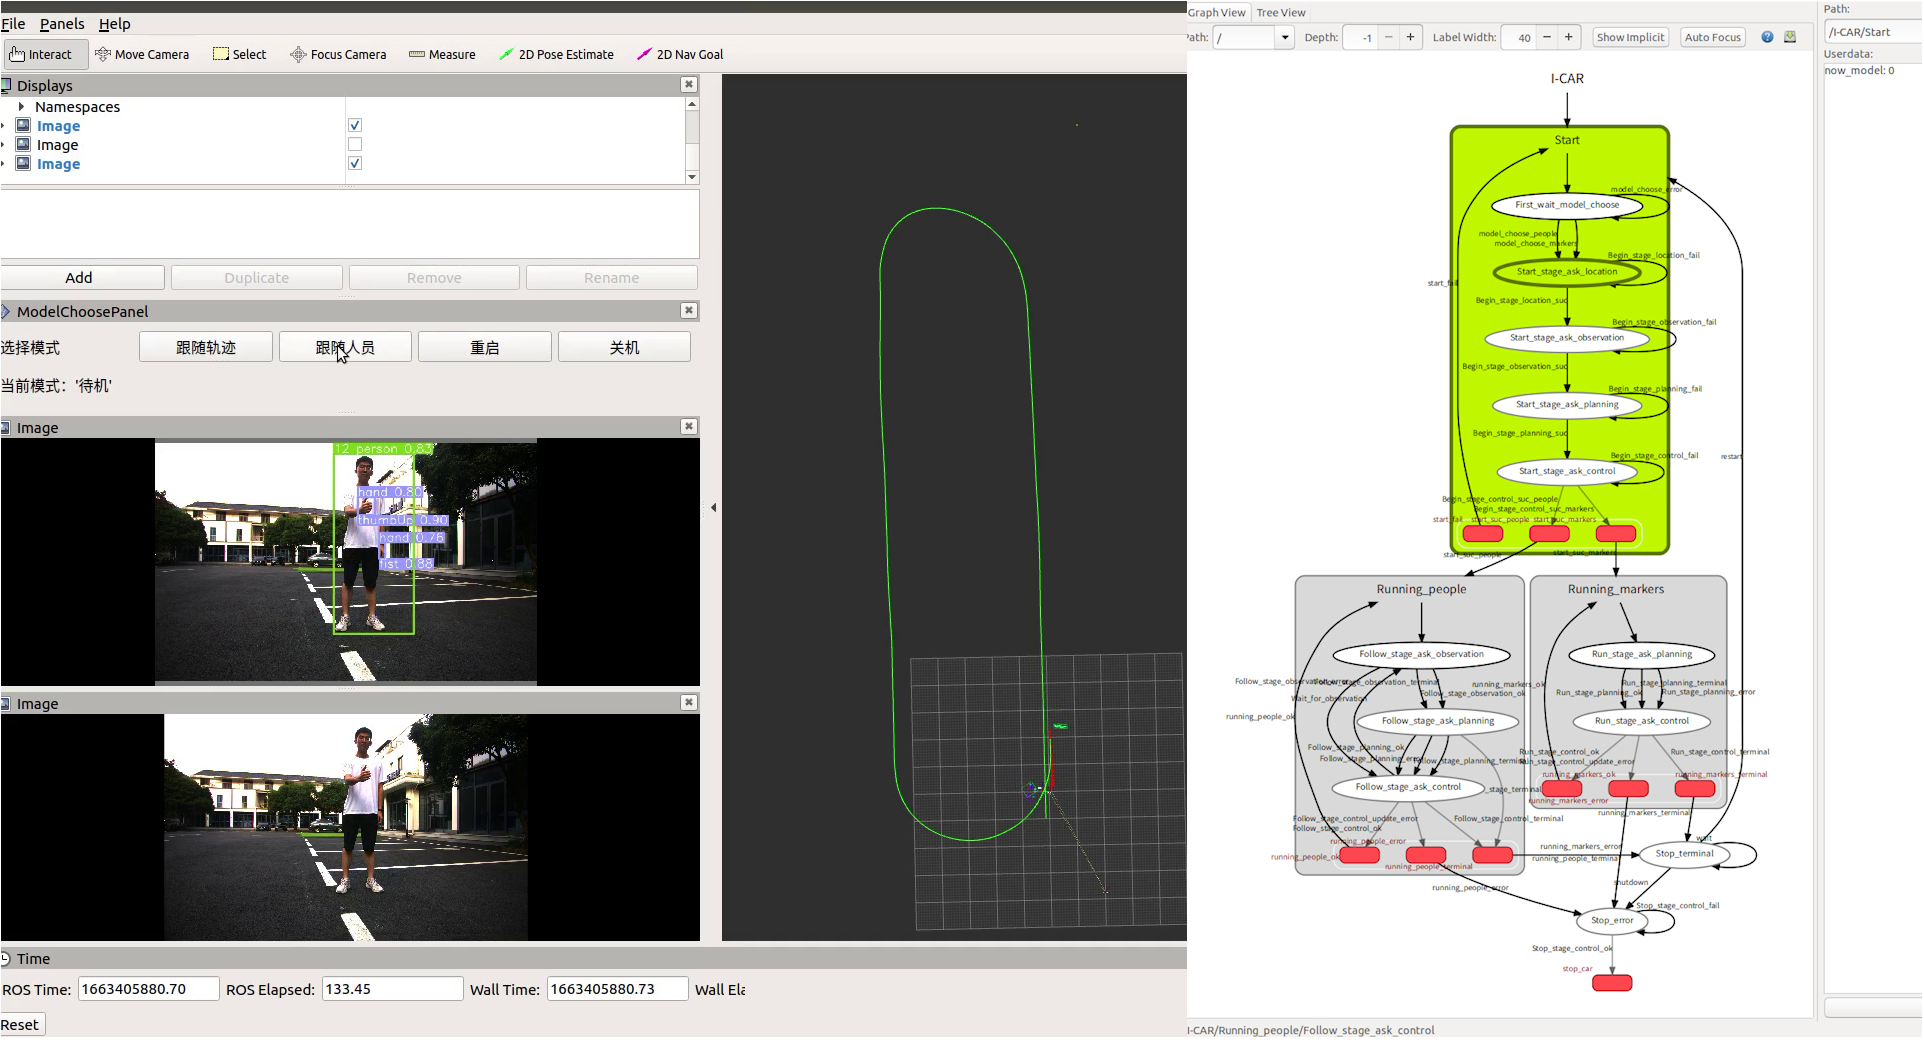 File Panels Help
Interact Move Camera Select Focus Camera Measure 2D Pose Estimate 2D Nav Goal
Displays
Namespaces
Image
Image
Image
Add Duplicate Remove Rename
ModelChoosePanel
选择模式 跟随轨迹 跟随人员 重启 关机
当前模式：'待机'
Image
12 person 0.83
hand 0.80
thumbUp 0.90
hand 0.76
fist 0.88
Image
Time
ROS Time: 1663405880.70 ROS Elapsed: 133.45 Wall Time: 1663405880.73 Wall Ela
Reset
Graph View Tree View
Path: / Depth: -1 Label Width: 40 Show Implicit Auto Focus
I-CAR
Start
model_choose_error
First_wait_model_choose
model_choose_people
model_choose_markers
Begin_stage_location_fail
Start_stage_ask_location
start_fail
Begin_stage_location_suc
Begin_stage_observation_fail
Start_stage_ask_observation
Begin_stage_observation_suc
Begin_stage_planning_fail
Start_stage_ask_planning
Begin_stage_planning_suc
Begin_stage_control_fail
restart
Start_stage_ask_control
Begin_stage_control_suc_people
Begin_stage_control_suc_markers
start_fail start_suc_people start_suc_markers
start_suc_people start_suc_markers
Running_people
Follow_stage_ask_observation
Follow_stage_observation_error Follow_stage_observation_terminal
Follow_stage_observation_ok
Wait_for_observation
running_people_ok
Follow_stage_ask_planning
Follow_stage_planning_ok
Follow_stage_planning_error Follow_stage_planning_terminal
Follow_stage_ask_control
_stage_terminal
Follow_stage_control_update_error Follow_stage_control_terminal
Follow_stage_control_ok
running_people_error
running_people_ok
running_people_terminal
Running_markers
Run_stage_ask_planning
running_markers_ok
Run_stage_planning_terminal
Run_stage_planning_ok Run_stage_planning_error
Run_stage_ask_control
Run_stage_control_ok Run_stage_control_terminal
Run_stage_control_update_error
running_markers_ok running_markers_terminal
running_markers_error
running_markers_terminal
wait
running_markers_error
running_people_terminal
Stop_terminal
running_people_error
shutdown
Stop_stage_control_fail
Stop_error
Stop_stage_control_ok
stop_car
I-CAR/Running_people/Follow_stage_ask_control
Path:
/I-CAR/Start
Userdata:
now_model: 0